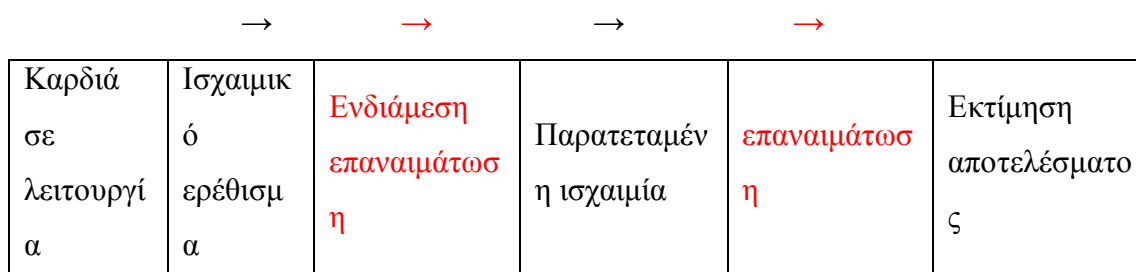 → → → →
Καρδιά
σε
λειτουργί
α
Ισχαιμικ
ό
ερέθισμ
α
Ενδιάμεση
επαναιμάτωσ
η
Παρατεταμέν
η ισχαιμία
επαναιμάτωσ
η
Εκτίμηση
αποτελέσματο
ς